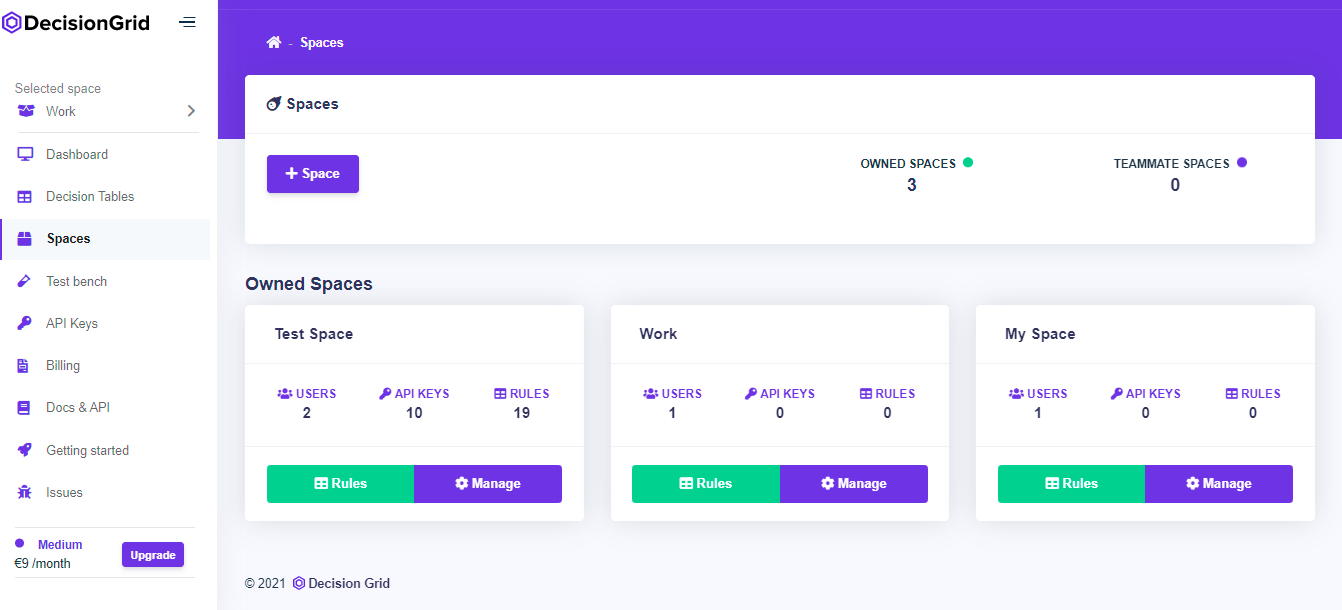 DecisionGrid
Selected space
Work
Dashboard
Decision Tables
Spaces
Test bench
API Keys
Billing
Docs & API
Getting started
Issues
Medium
€9 /month
Upgrade
- Spaces
Spaces
+ Space
OWNED SPACES
3
TEAMMATE SPACES
0
Owned Spaces
Test Space
USERS
2
API KEYS
10
RULES
19
Rules
Manage
Work
USERS
1
API KEYS
0
RULES
0
Rules
Manage
My Space
USERS
1
API KEYS
0
RULES
0
Rules
Manage
© 2021 Decision Grid